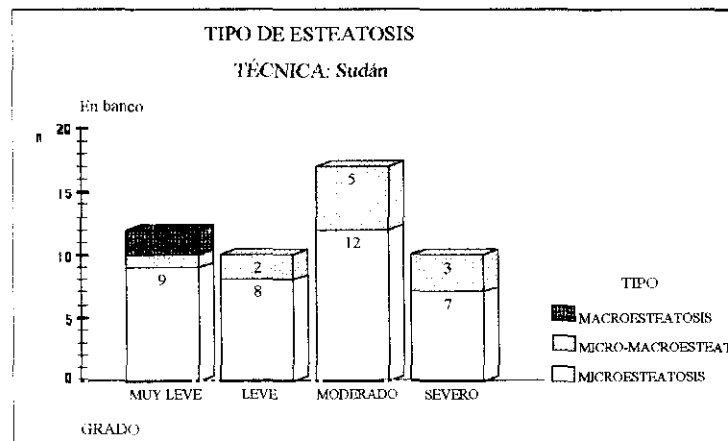 TIPO DE ESTEATOSIS
TÉCNICA: Sudán
En banco
n
20
15
10
5
0
9
2
8
5
12
3
7
MUY LEVE LEVE MODERADO SEVERO
GRADO
TIPO
MACROESTEATOSIS
MICRO-MACROESTEAT
MICROESTEATOSIS